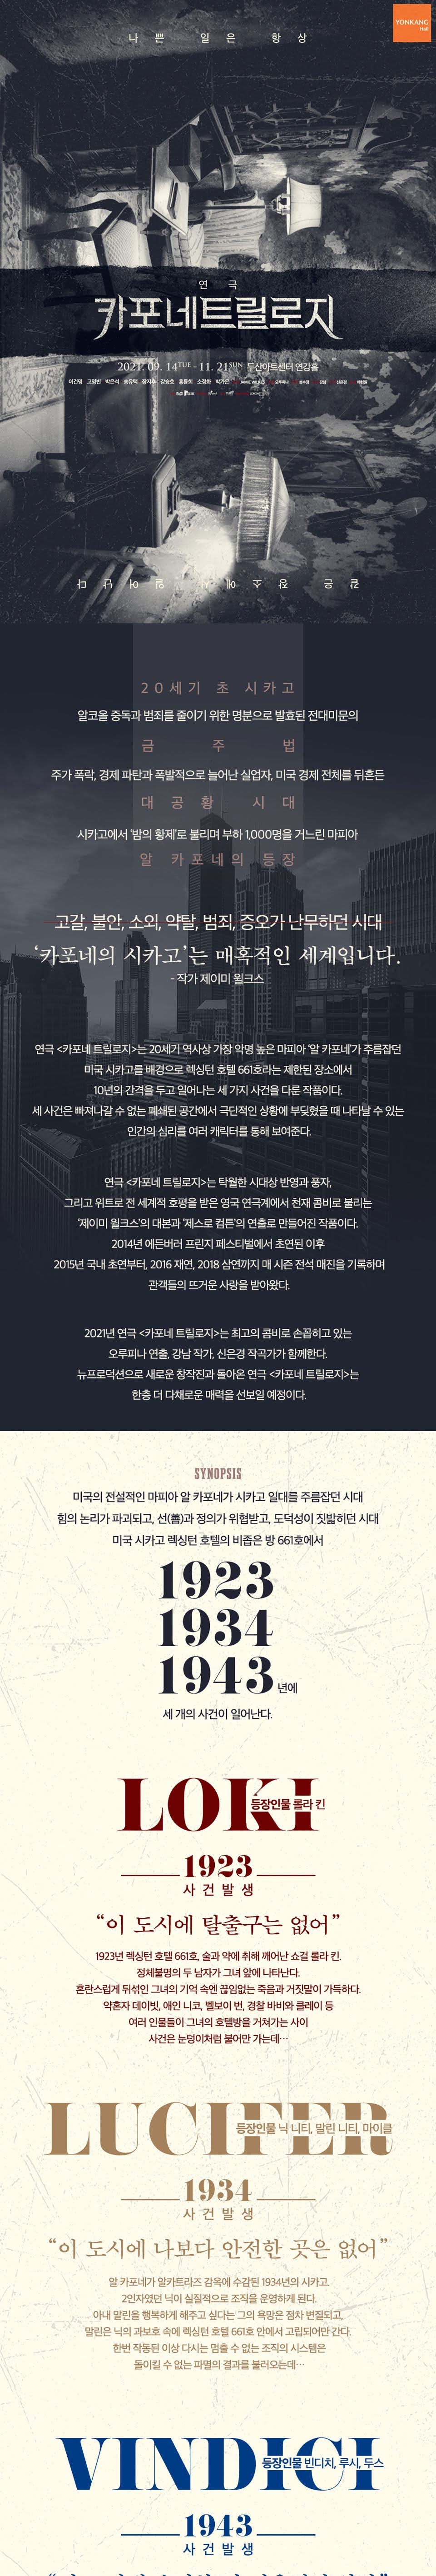 YONKANG
Hall
나쁜 일은 항상
연극
카포네트릴로지
2021. 09. 14TUE - 11. 21SUN 두산아트센터 연강홀
이건명 고영빈 박은석 송유택 장지후 강승호 홍륜희 소정화 박가은
같은 장소에서 일어난다
20세기 초 시카고
알코올 중독과 범죄를 줄이기 위한 명분으로 발효된 전대미문의
금주법
주가 폭락, 경제 파탄과 폭발적으로 늘어난 실업자, 미국 경제 전체를 뒤흔든
대공황 시대
시카고에서 '밤의 황제'로 불리며 부하 1,000명을 거느린 마피아
알 카포네의 등장
고갈, 불안, 소외, 약탈, 범죄, 증오가 난무하던 시대
‘카포네의 시카고’는 매혹적인 세계입니다.
- 작가 제이미 윌크스
연극 <카포네 트릴로지>는 20세기 역사상 가장 악명 높은 마피아 '알 카포네'가 주름잡던
미국 시카고를 배경으로 렉싱턴 호텔 661호라는 제한된 장소에서
10년의 간격을 두고 일어나는 세 가지 사건을 다룬 작품이다.
세 사건은 빠져나갈 수 없는 폐쇄된 공간에서 극단적인 상황에 부딪혔을 때 나타날 수 있는
인간의 심리를 여러 캐릭터를 통해 보여준다.
연극 <카포네 트릴로지>는 탁월한 시대상 반영과 풍자,
그리고 위트로 전 세계적 호평을 받은 영국 연극계에서 천재 콤비로 불리는
'제이미 윌크스'의 대본과 '제스로 컴튼'의 연출로 만들어진 작품이다.
2014년 에든버러 프린지 페스티벌에서 초연된 이후
2015년 국내 초연부터, 2016 재연, 2018 삼연까지 매 시즌 전석 매진을 기록하며
관객들의 뜨거운 사랑을 받아왔다.
2021년 연극 <카포네 트릴로지>는 최고의 콤비로 손꼽히고 있는
오루피나 연출, 강남 작가, 신은경 작곡가가 함께한다.
뉴프로덕션으로 새로운 창작진과 돌아온 연극 <카포네 트릴로지>는
한층 더 다채로운 매력을 선보일 예정이다.
SYNOPSIS
미국의 전설적인 마피아 알 카포네가 시카고 일대를 주름잡던 시대
힘의 논리가 파괴되고, 선(善)과 정의가 위협받고, 도덕성이 짓밟히던 시대
미국 시카고 렉싱턴 호텔의 비좁은 방 661호에서
1923
1934
1943 년에
세 개의 사건이 일어난다.
LOKI
등장인물 롤라 킨
1923
사건발생
“이 도시에 탈출구는 없어”
1923년 렉싱턴 호텔 661호, 술과 약에 취해 깨어난 쇼걸 롤라 킨.
정체불명의 두 남자가 그녀 앞에 나타난다.
혼란스럽게 뒤섞인 그녀의 기억 속엔 끊임없는 죽음과 거짓말이 가득하다.
약혼자 데이빗, 애인 니코, 벨보이 번, 경찰 바비와 클레이 등
여러 인물들이 그녀의 호텔방을 거쳐가는 사이
사건은 눈덩이처럼 불어만 가는데…
LUCIFER
등장인물 닉 니티, 말린 니티, 마이클
1934
사건발생
“이 도시에 나보다 안전한 곳은 없어”
알 카포네가 알카트라즈 감옥에 수감된 1934년의 시카고.
2인자였던 닉이 실질적으로 조직을 운영하게 된다.
아내 말린을 행복하게 해주고 싶다는 그의 욕망은 점차 변질되고,
말린은 닉의 과보호 속에 렉싱턴 호텔 661호 안에서 고립되어만 간다.
한번 작동된 이상 다시는 멈출 수 없는 조직의 시스템은
돌이킬 수 없는 파멸의 결과를 불러오는데…
VINDICI
등장인물 빈디치, 루시, 두스
1943
사건발생